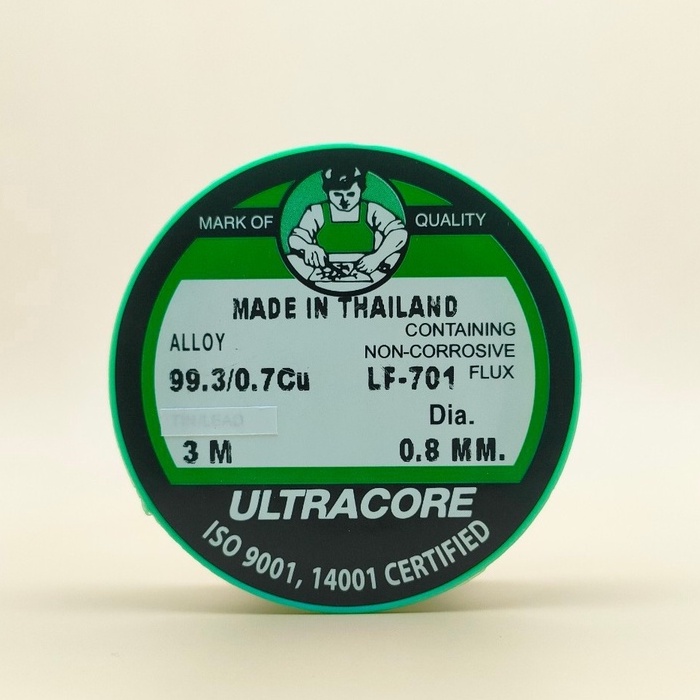 MARK OF QUALITY
MADE IN THAILAND
ALLOY
CONTAINING
NON-CORROSIVE
99.3/0.7Cu
LF-701 FLUX
Dia.
3 M
0.8 MM.
ULTRACORE
ISO 9001, 14001 CERTIFIED